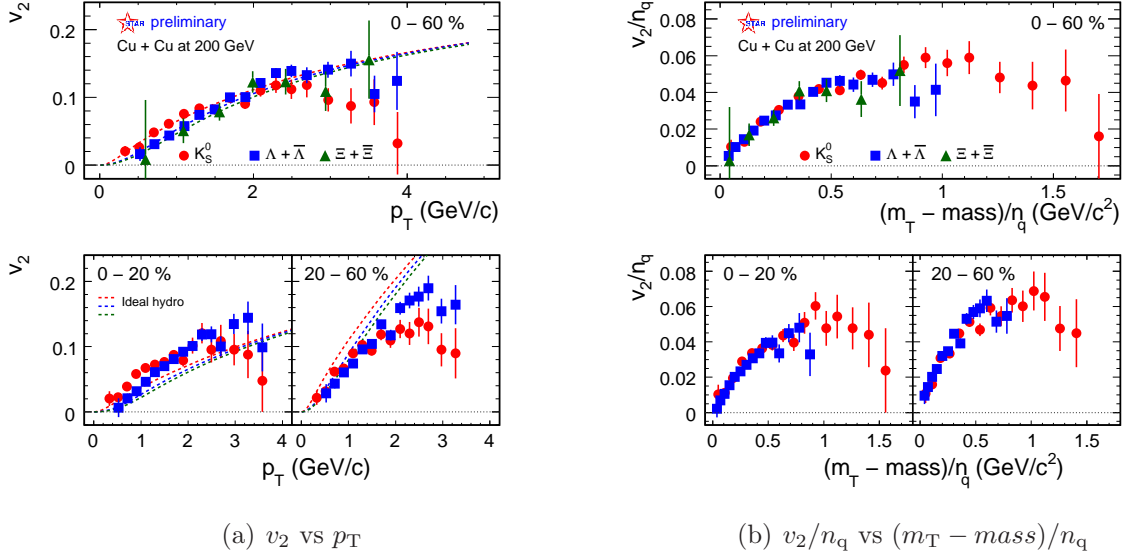 v2
0.2
0.1
0
STAR preliminary
Cu + Cu at 200 GeV
0 – 60 %
K0S
Λ + Λ̅
Ξ + Ξ̅
0 2 4
pT (GeV/c)
v2
0.2
0.1
0
0 – 20 %
Ideal hydro
20 – 60 %
0 1 2 3 4 0 1 2 3 4
pT (GeV/c)
(a) v2 vs pT
v2/nq
0.08
0.06
0.04
0.02
0
STAR preliminary
Cu + Cu at 200 GeV
0 – 60 %
K0S
Λ + Λ̅
Ξ + Ξ̅
0 0.5 1 1.5
(mT – mass)/nq (GeV/c2)
v2/nq
0.08
0.06
0.04
0.02
0
0 – 20 %
20 – 60 %
0 0.5 1 1.5 0 0.5 1 1.5
(mT – mass)/nq (GeV/c2)
(b) v2/nq vs (mT − mass)/nq